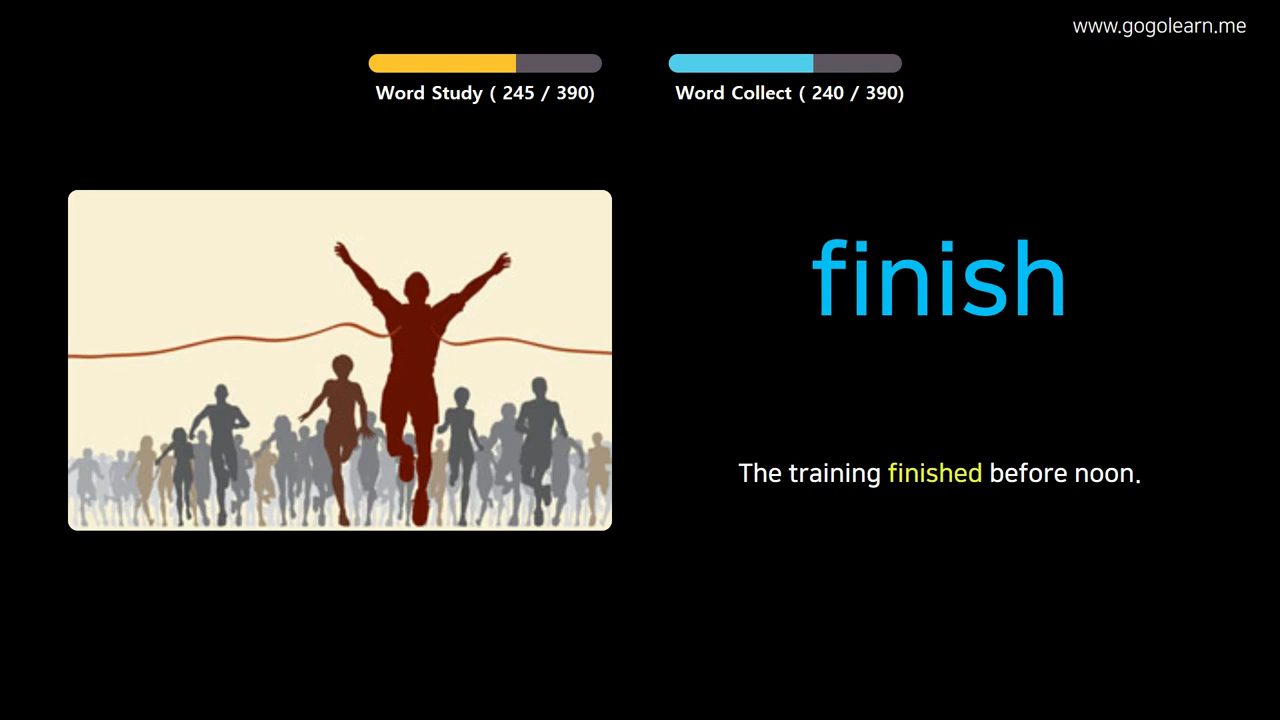 www.gogolearn.me
Word Study ( 245 / 390)
Word Collect ( 240 / 390)
finish
The training finished before noon.